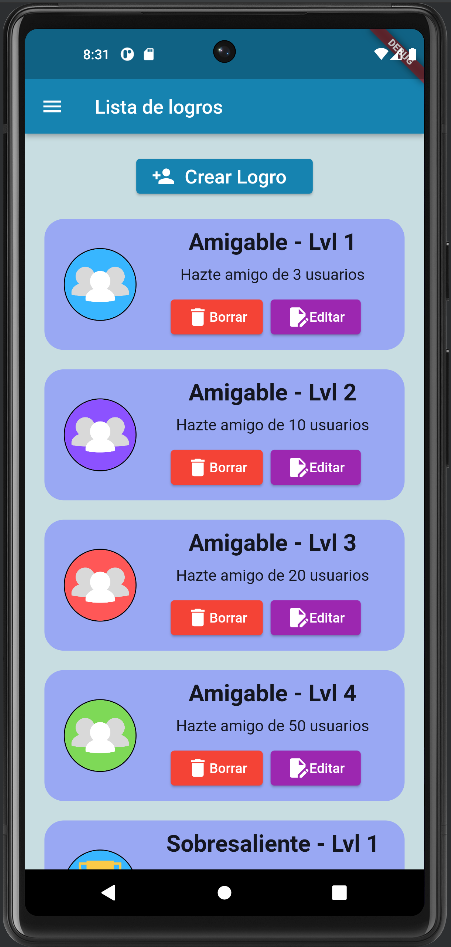 8:31
DEBUG
Lista de logros
Crear Logro
Amigable - Lvl 1
Hazte amigo de 3 usuarios
Borrar
Editar
Amigable - Lvl 2
Hazte amigo de 10 usuarios
Borrar
Editar
Amigable - Lvl 3
Hazte amigo de 20 usuarios
Borrar
Editar
Amigable - Lvl 4
Hazte amigo de 50 usuarios
Borrar
Editar
Sobresaliente - Lvl 1